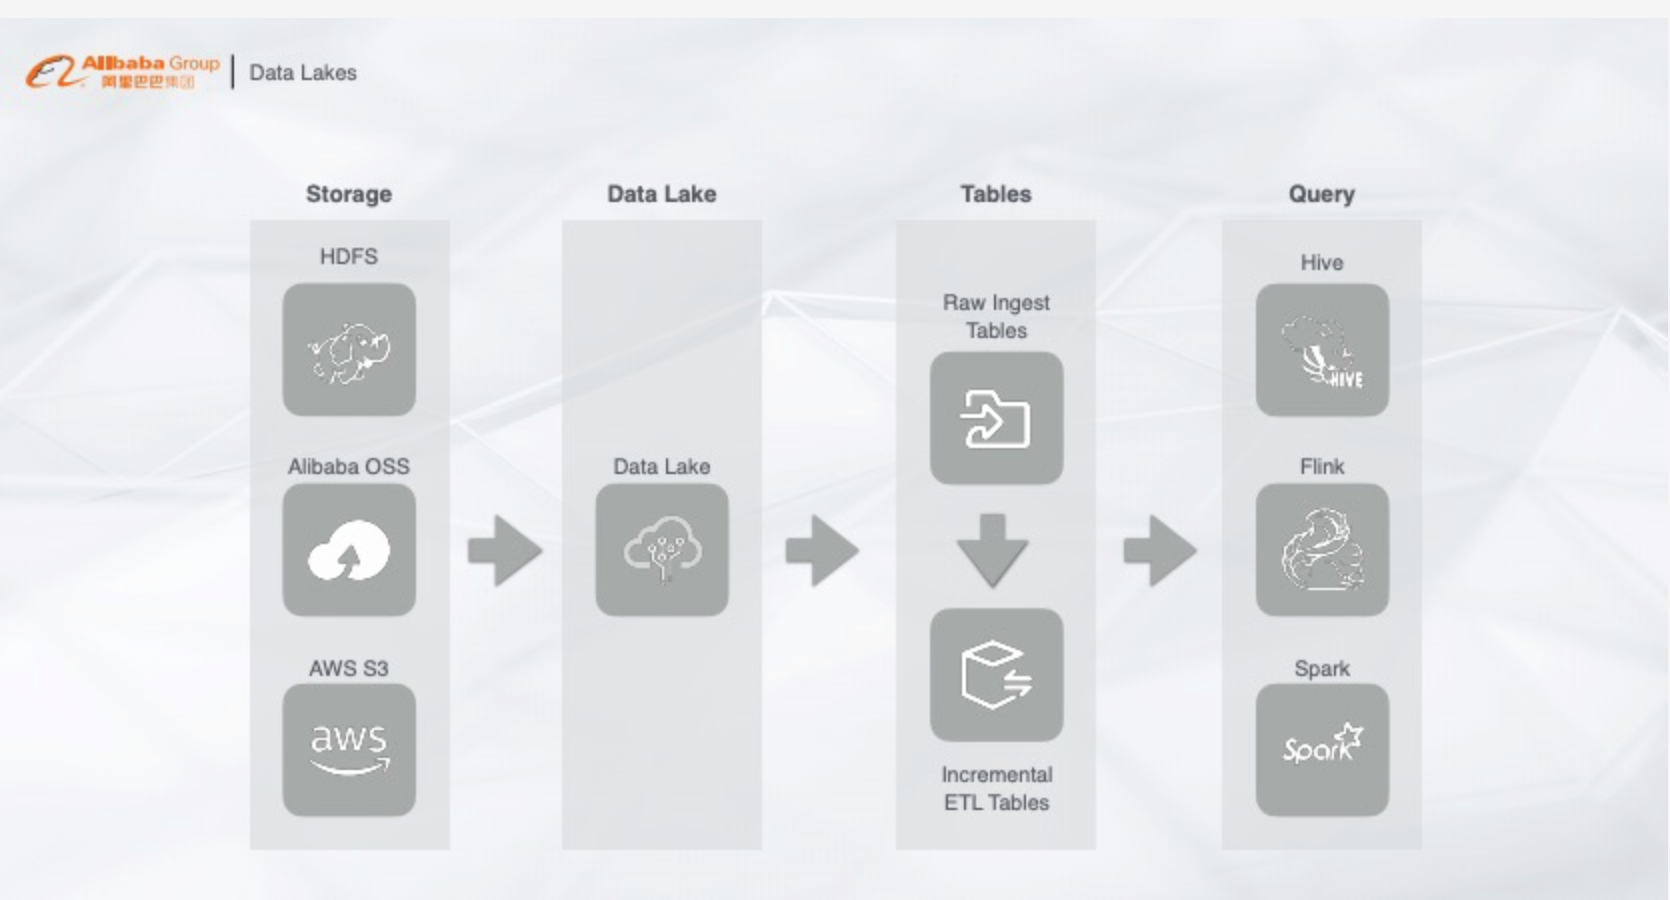 Alibaba Group
阿里巴巴集团
Data Lakes
Storage
Data Lake
Tables
Query
HDFS
Alibaba OSS
AWS S3
aws
Data Lake
Raw Ingest
Tables
Incremental
ETL Tables
Hive
HIVE
Flink
Spark
Spark